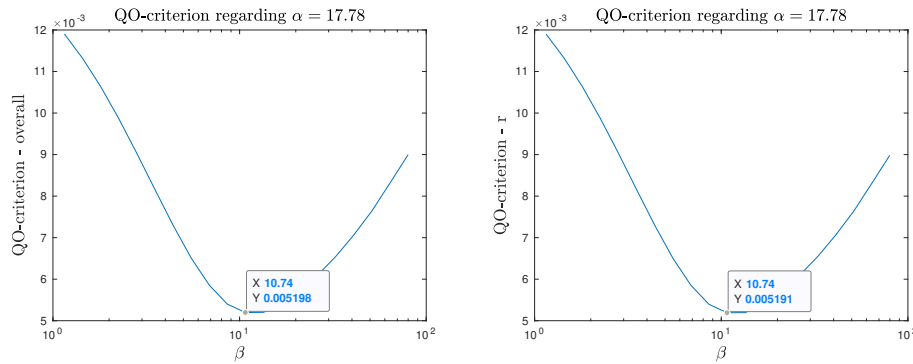 QO-criterion regarding α = 17.78
×10⁻³
12
11
10
9
8
7
6
5
QO-criterion - overall
X 10.74
Y 0.005198
10⁰
10¹
10²
β
QO-criterion regarding α = 17.78
×10⁻³
12
11
10
9
8
7
6
5
QO-criterion - r
X 10.74
Y 0.005191
10⁰
10¹
10²
β